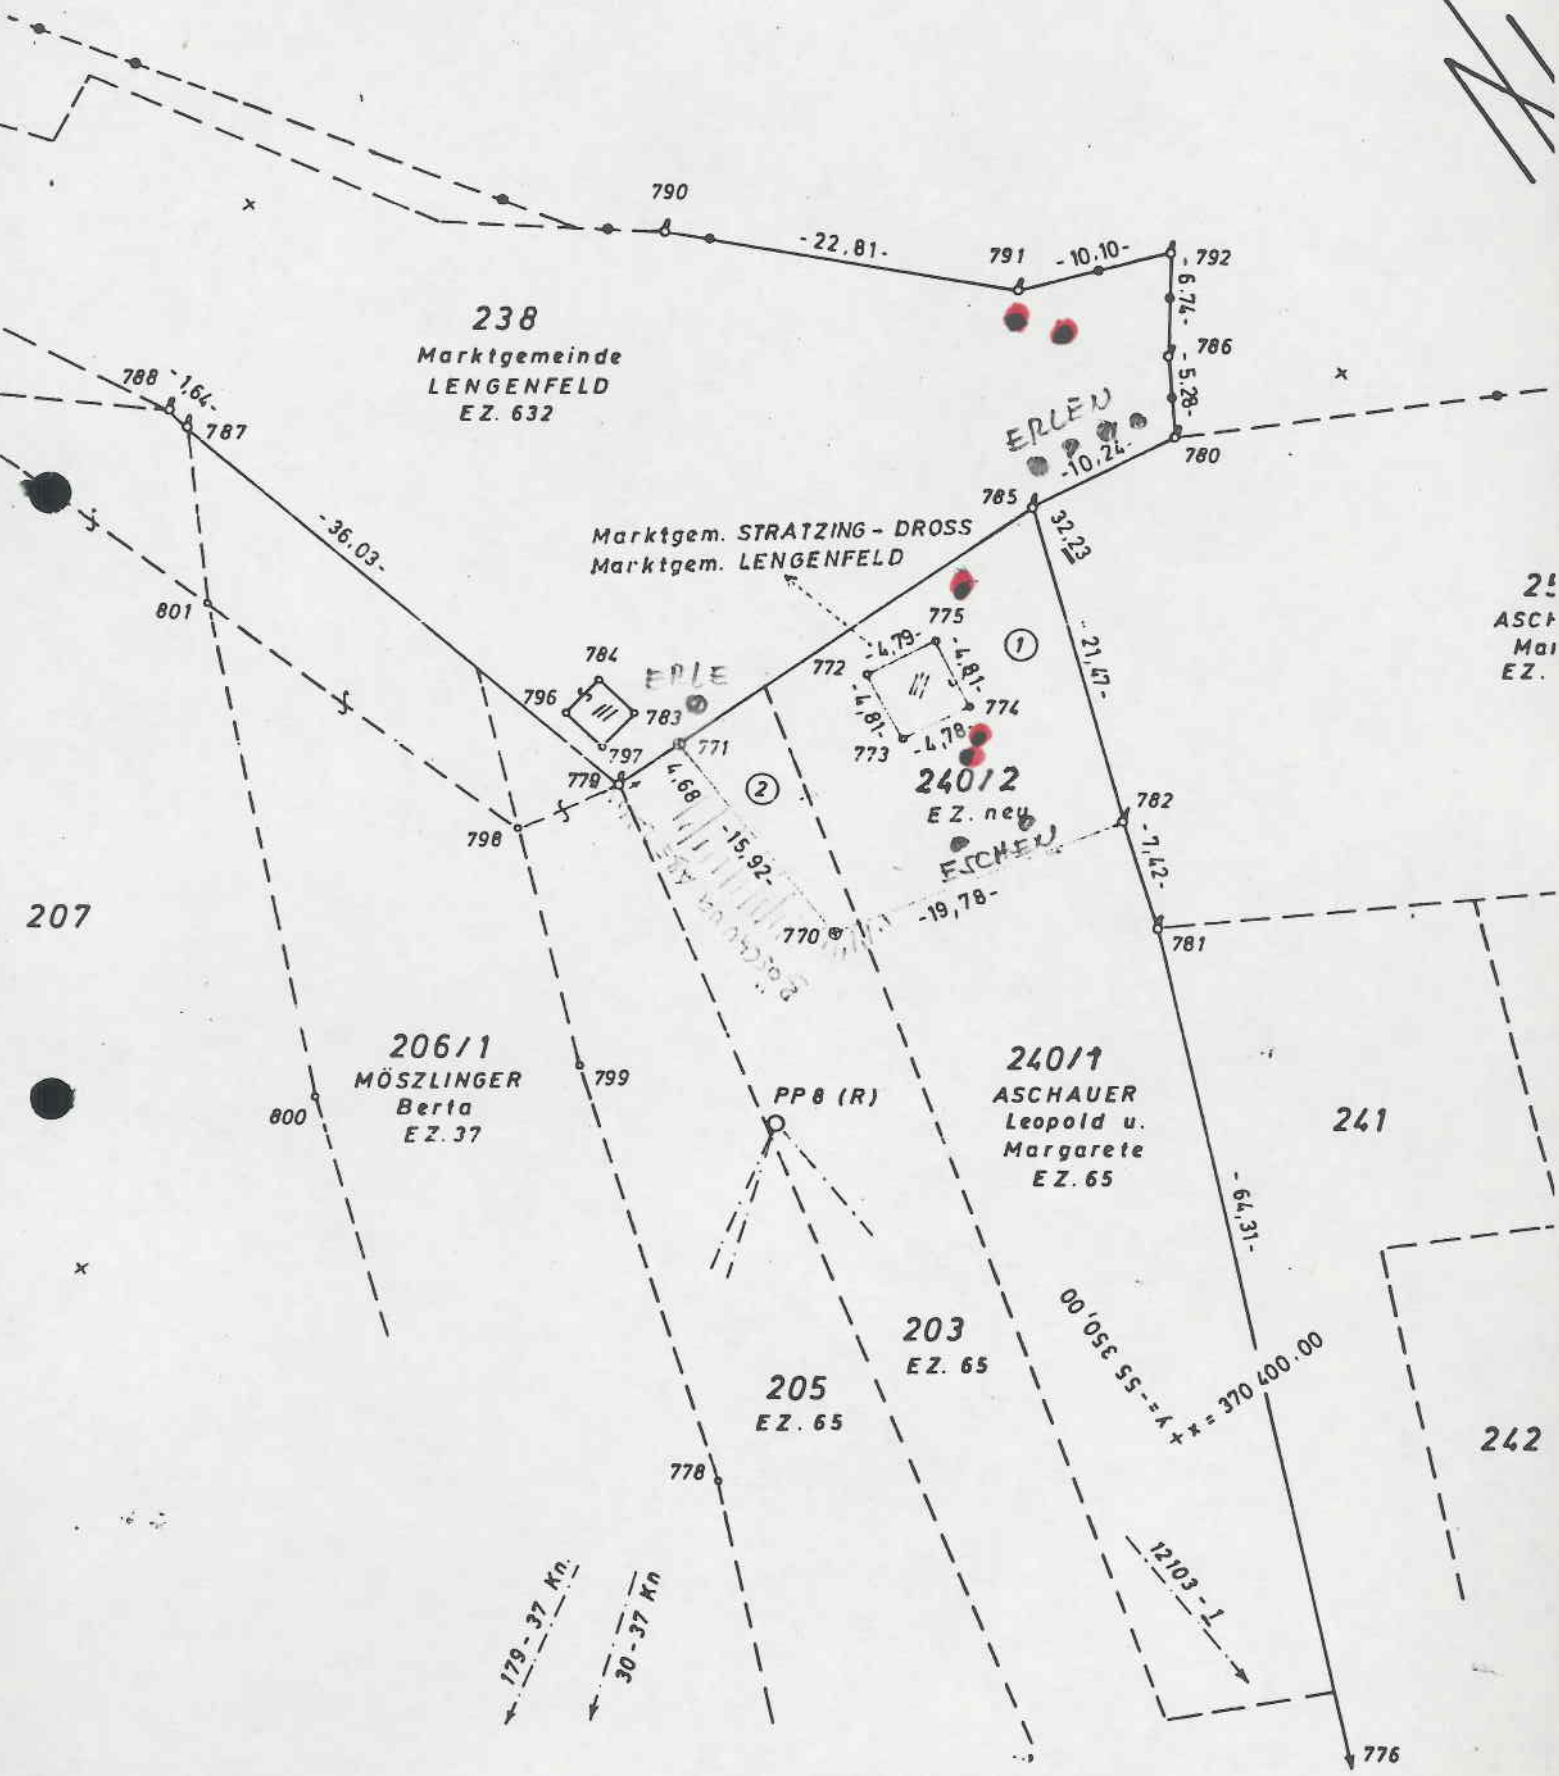 790
-22,81-
791
-10,10-
792
6.74-
786
-5.28-
780
238
Marktgemeinde
LENGENFELD
EZ. 632
788
-1,64-
787
ERLEN
-10,24-
785
32,23
-36,03-
Marktgem. STRATZING - DROSS
Marktgem. LENGENFELD
801
775
1
-4,79-
-4,81-
772
-21,47-
784
ERLE
796
783
774
-4,81-
797
771
773
-4,78-
779
4,68
2
240/2
EZ. neu
782
798
-15,92-
ESCHEN
-7,42-
-19,78-
207
770
781
206/1
MÖSZLINGER
Berta
EZ. 37
799
800
PP8 (R)
240/1
ASCHAUER
Leopold u.
Margarete
EZ. 65
241
-64,31-
203
EZ. 65
205
EZ. 65
y = - 55 350,00
x = 370 400.00
242
778
179 - 37 Kn.
30 - 37 Kn
12103 - 1
776
EZ.